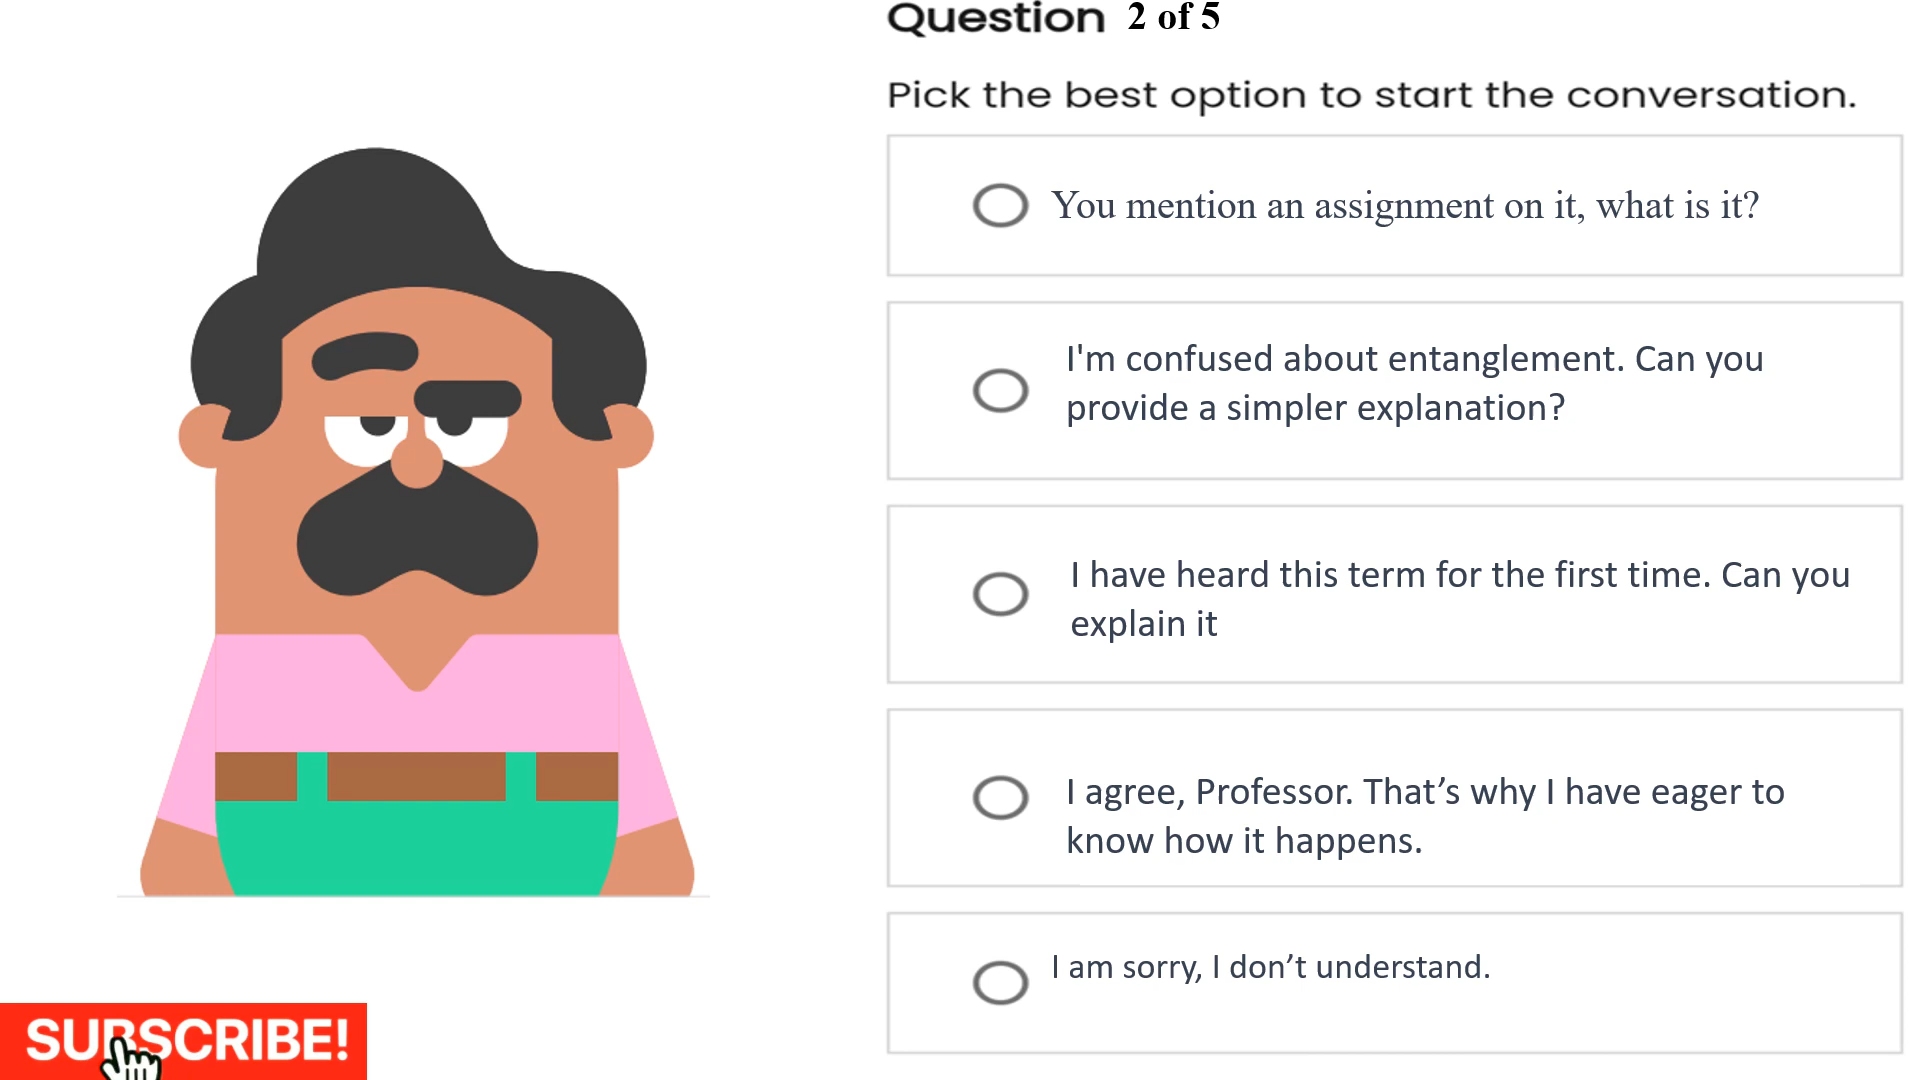 Question 2 of 5
Pick the best option to start the conversation.
You mention an assignment on it, what is it?
I'm confused about entanglement. Can you
provide a simpler explanation?
I have heard this term for the first time. Can you
explain it
I agree, Professor. That’s why I have eager to
know how it happens.
I am sorry, I don’t understand.
SUBSCRIBE!